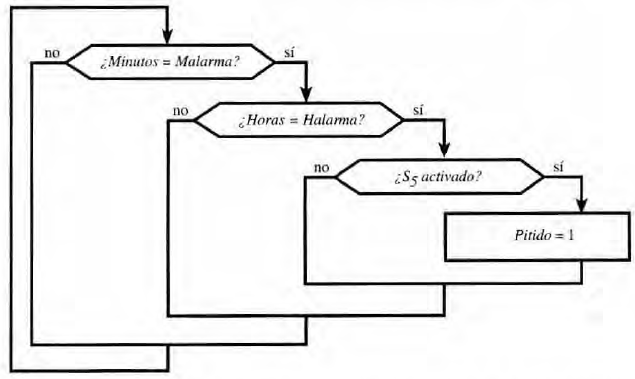 no
¿Minutos = Malarma?
sí
no
¿Horas = Halarma?
sí
no
¿S5 activado?
sí
Pitido = 1